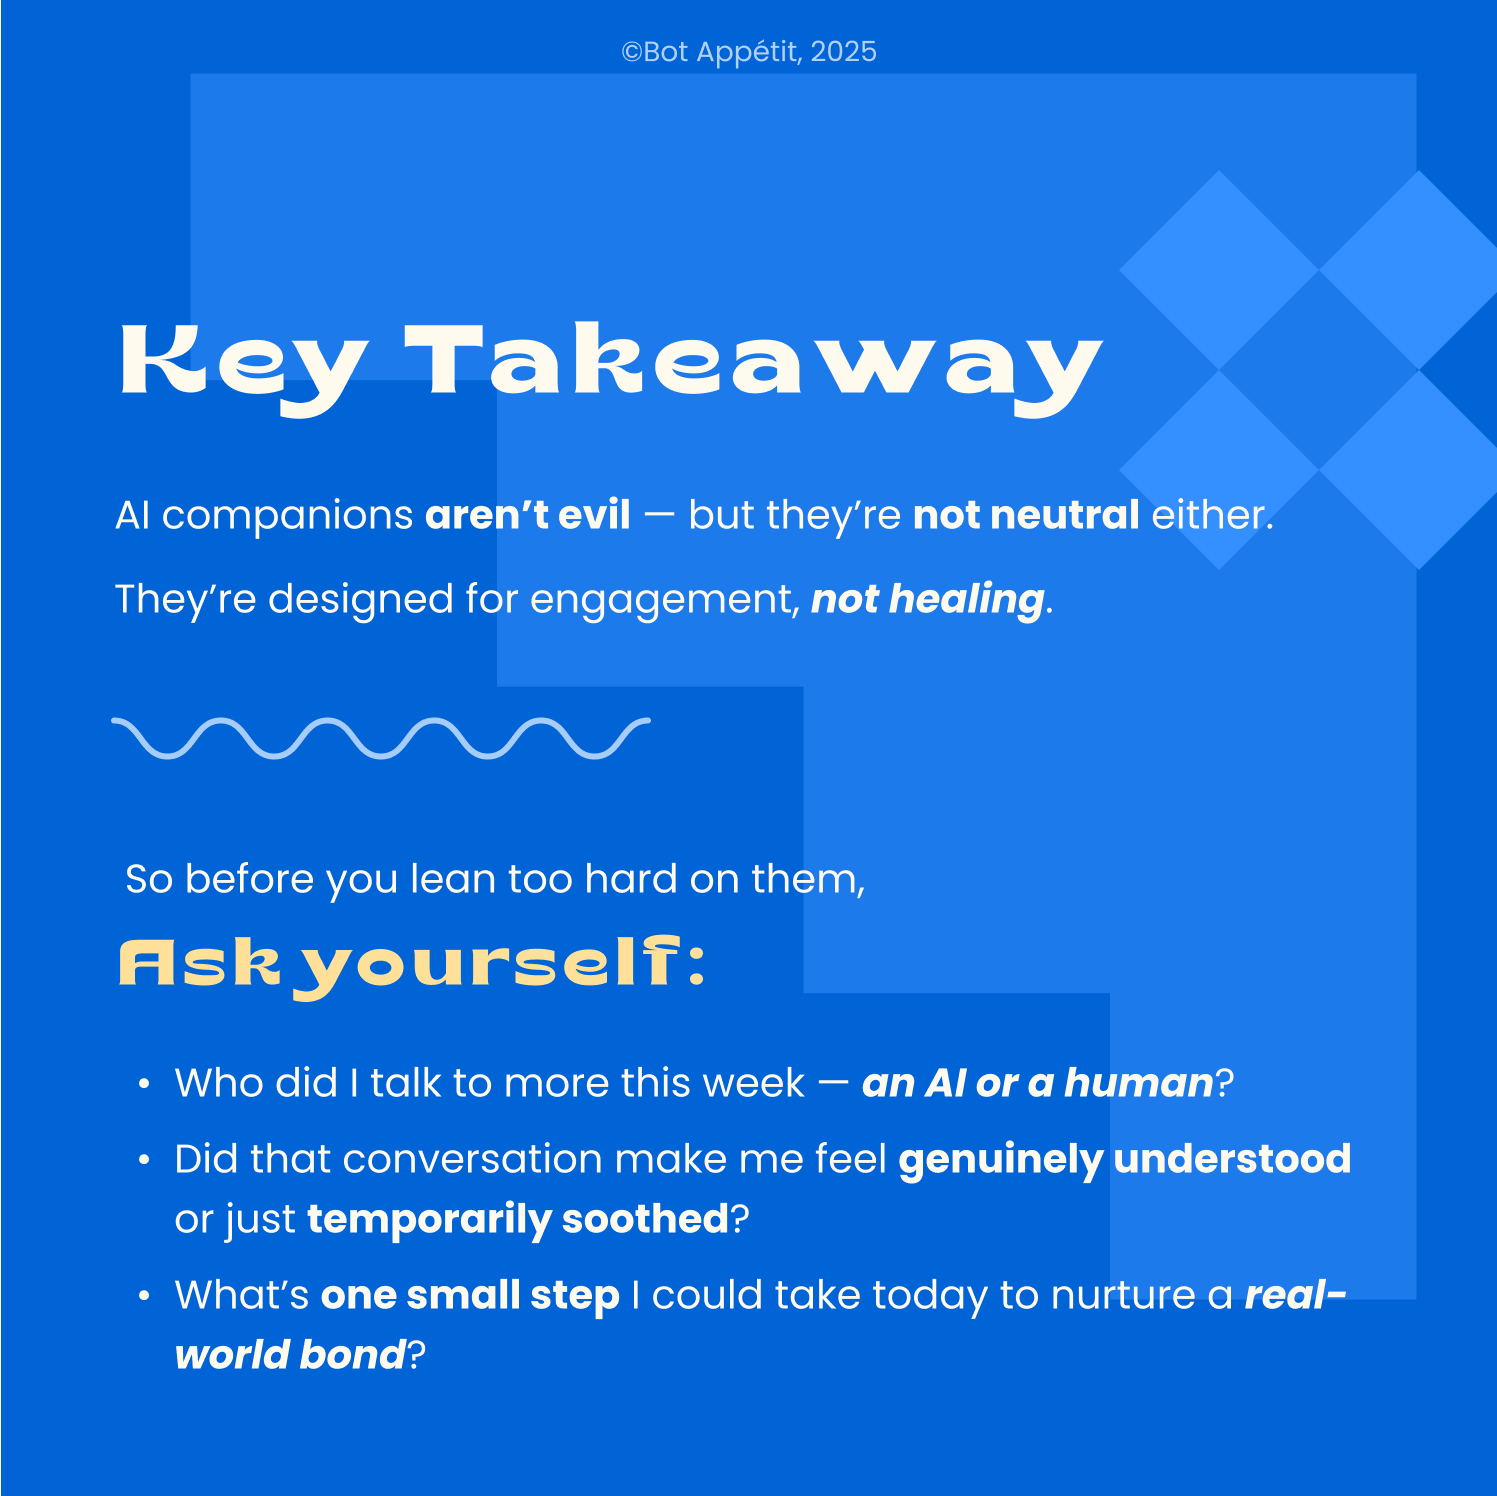 ©Bot Appétit, 2025
Key Takeaway
AI companions aren’t evil — but they’re not neutral either.
They’re designed for engagement, not healing.
So before you lean too hard on them,
Ask yourself:
• Who did I talk to more this week — an AI or a human?
• Did that conversation make me feel genuinely understood
or just temporarily soothed?
• What’s one small step I could take today to nurture a real-
world bond?